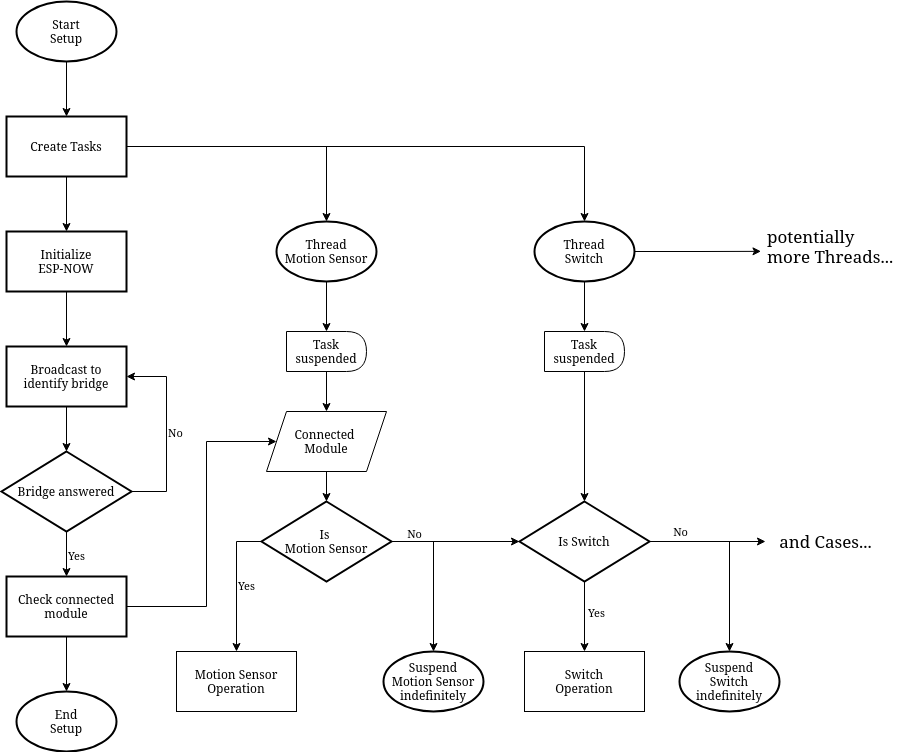 Start
Setup
Create Tasks
Initialize
ESP-NOW
Broadcast to
identify bridge
No
Bridge answered
Yes
Check connected
module
End
Setup
Thread
Motion Sensor
Task
suspended
Connected
Module
Is
Motion Sensor
No
Yes
Motion Sensor
Operation
Suspend
Motion Sensor
indefinitely
Thread
Switch
potentially
more Threads...
Task
suspended
Is Switch
No
and Cases...
Yes
Switch
Operation
Suspend
Switch
indefinitely